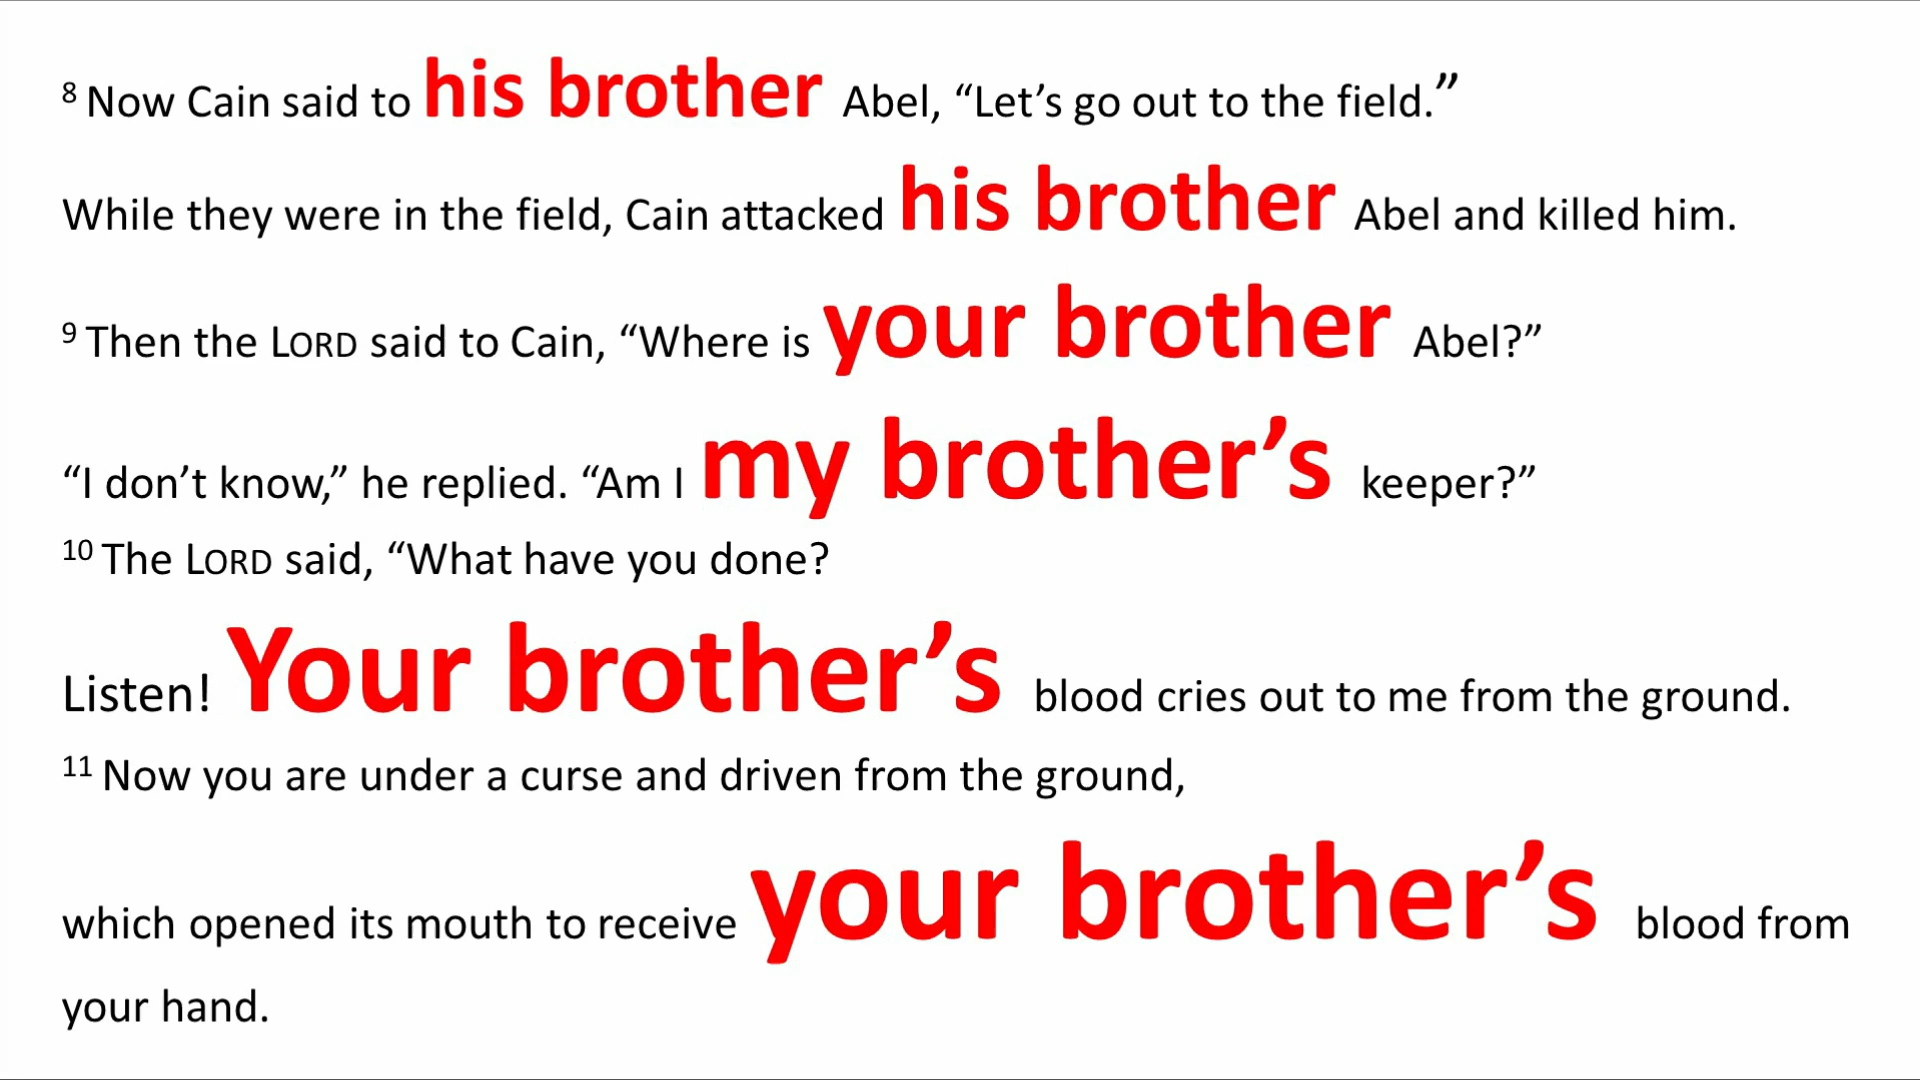 ⁸ Now Cain said to his brother Abel, “Let’s go out to the field.”
While they were in the field, Cain attacked his brother Abel and killed him.
⁹ Then the LORD said to Cain, “Where is your brother Abel?”
“I don’t know,” he replied. “Am I my brother’s keeper?”
¹⁰ The LORD said, “What have you done?
Listen! Your brother’s blood cries out to me from the ground.
¹¹ Now you are under a curse and driven from the ground,
which opened its mouth to receive your brother’s blood from
your hand.